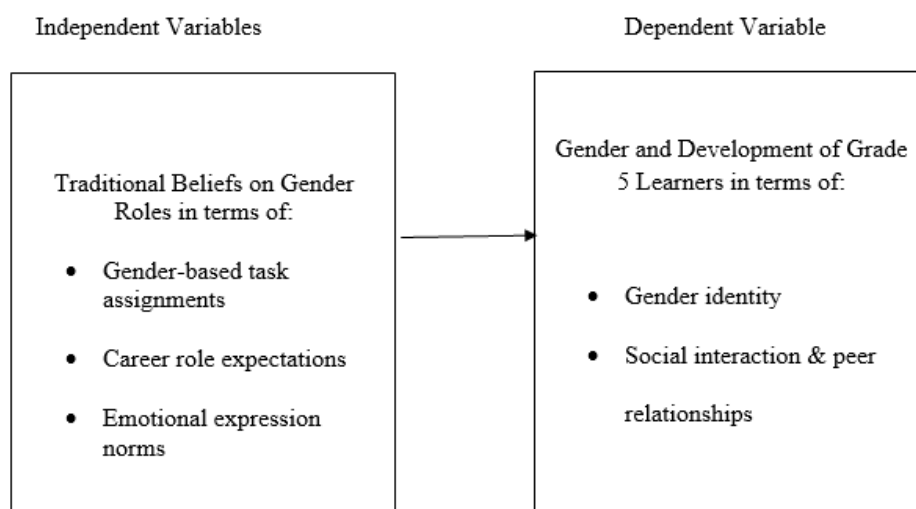 Independent Variables
Dependent Variable
Traditional Beliefs on Gender
Roles in terms of:
• Gender-based task
assignments
• Career role expectations
• Emotional expression
norms
Gender and Development of Grade
5 Learners in terms of:
• Gender identity
• Social interaction & peer
relationships